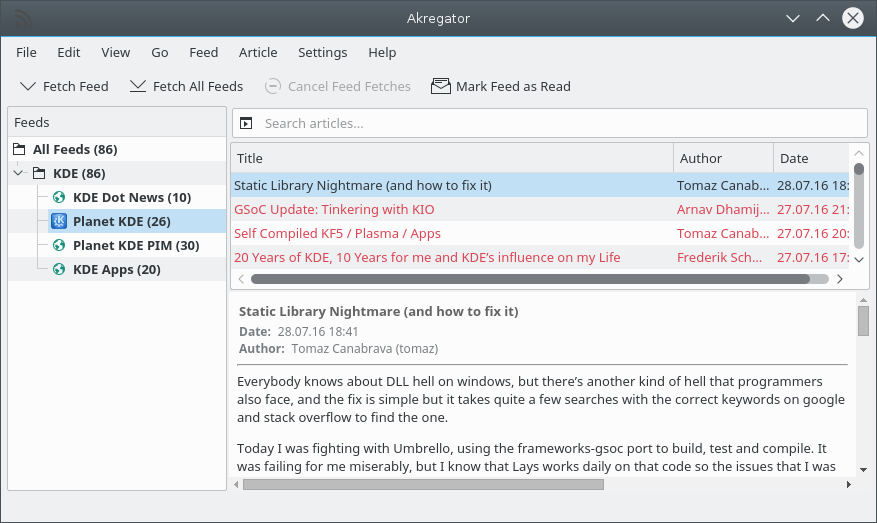 Akregator
File Edit View Go Feed Article Settings Help
Fetch Feed Fetch All Feeds Cancel Feed Fetches Mark Feed as Read
Feeds
All Feeds (86)
KDE (86)
KDE Dot News (10)
Planet KDE (26)
Planet KDE PIM (30)
KDE Apps (20)
Search articles...
Title Author Date
Static Library Nightmare (and how to fix it) Tomaz Canab... 28.07.16 18:
GSoC Update: Tinkering with KIO Arnav Dhamij... 27.07.16 21:
Self Compiled KF5 / Plasma / Apps Tomaz Canab... 27.07.16 20:
20 Years of KDE, 10 Years for me and KDE’s influence on my Life Frederik Sch... 27.07.16 17:
Static Library Nightmare (and how to fix it)
Date: 28.07.16 18:41
Author: Tomaz Canabrava (tomaz)
Everybody knows about DLL hell on windows, but there’s another kind of hell that programmers
also face, and the fix is simple but it takes quite a few searches with the correct keywords on google
and stack overflow to find the one.
Today I was fighting with Umbrello, using the frameworks-gsoc port to build, test and compile. It
was failing for me miserably, but I know that Lays works daily on that code so the issues that I was